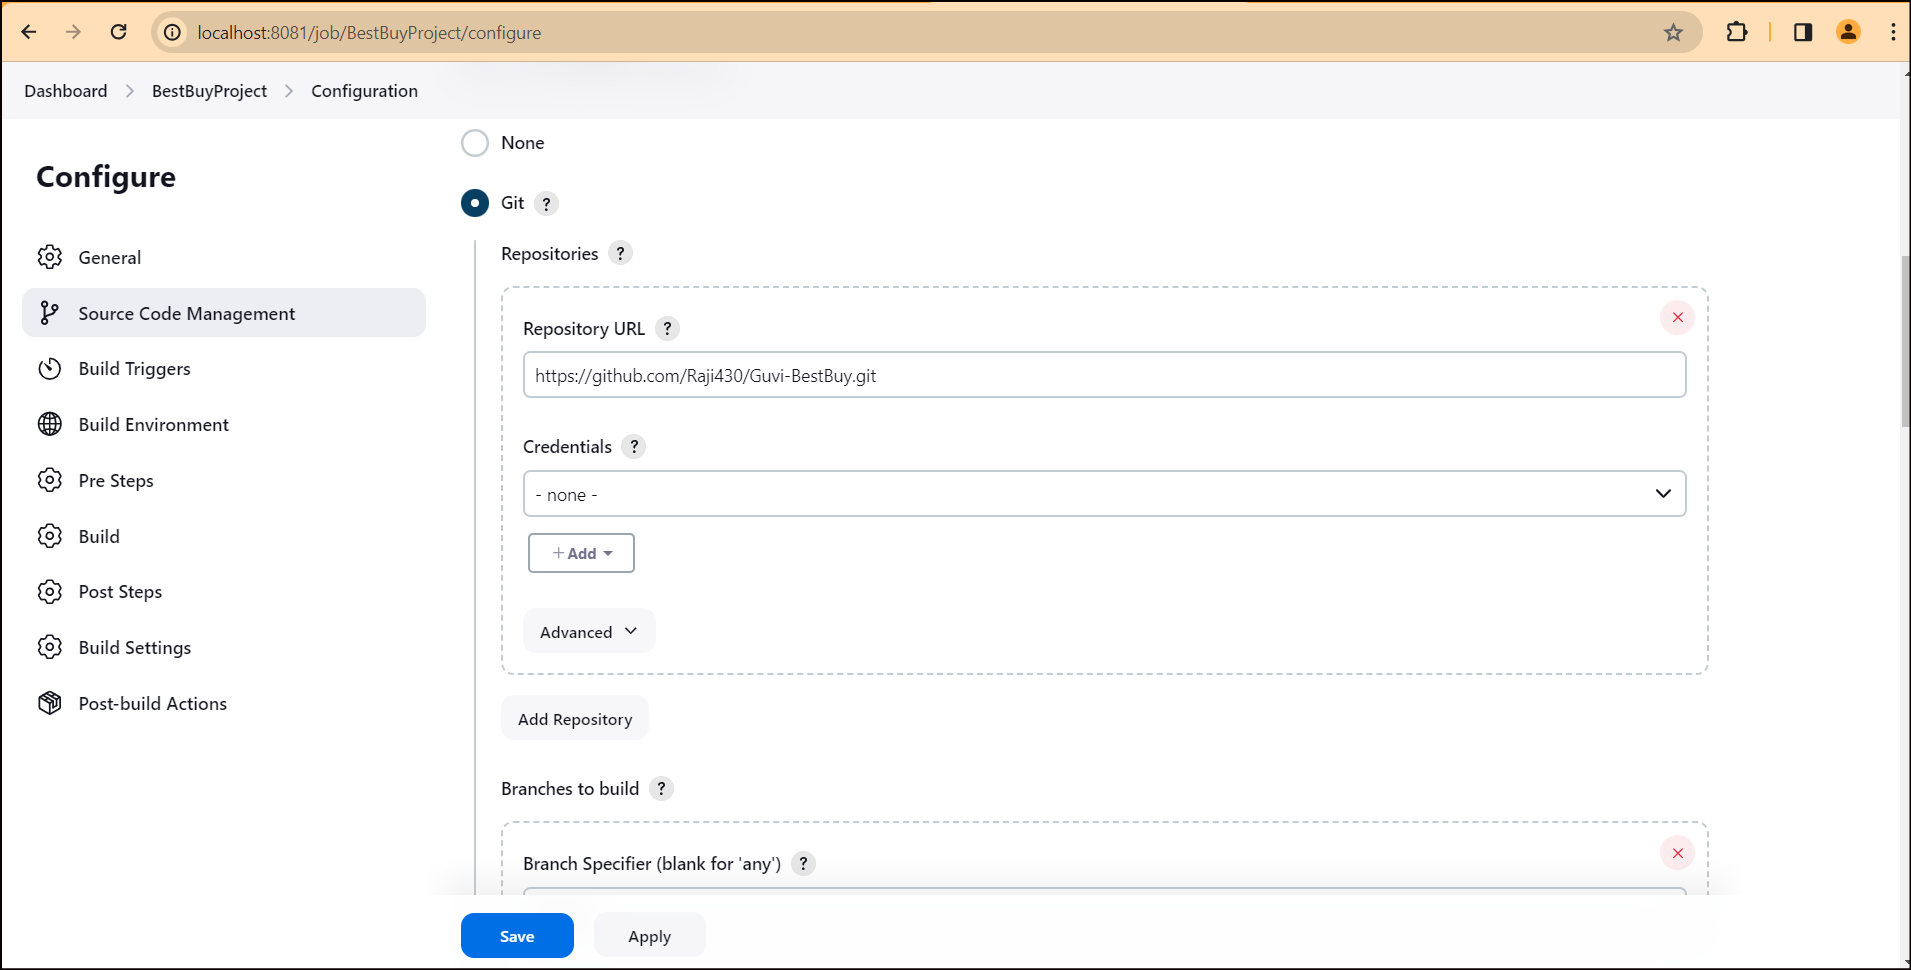 localhost:8081/job/BestBuyProject/configure
Dashboard > BestBuyProject > Configuration
Configure
General
Source Code Management
Build Triggers
Build Environment
Pre Steps
Build
Post Steps
Build Settings
Post-build Actions
None
Git ?
Repositories ?
Repository URL ?
https://github.com/Raji430/Guvi-BestBuy.git
Credentials ?
- none -
+ Add
Advanced
Add Repository
Branches to build ?
Branch Specifier (blank for 'any') ?
Save
Apply